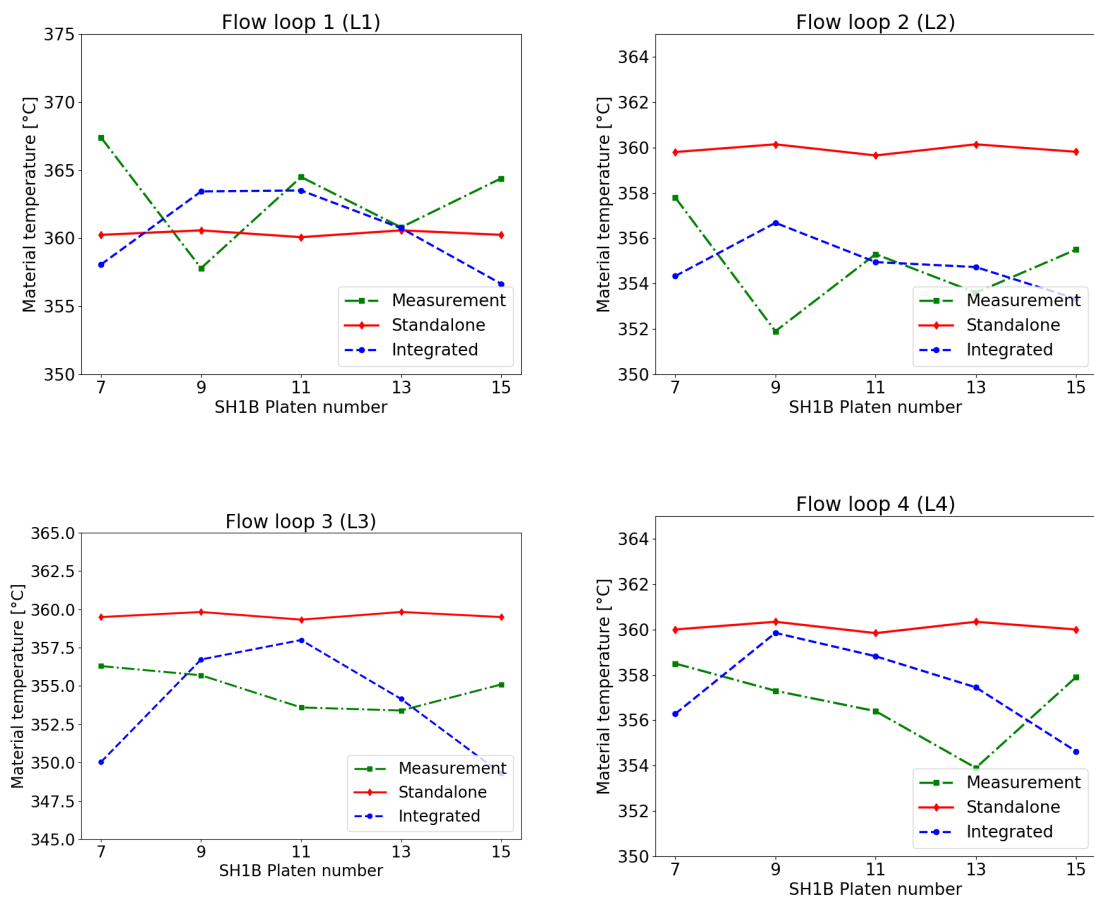 Flow loop 1 (L1)
375
370
365
360
355
350
Material temperature [°C]
Measurement
Standalone
Integrated
7 9 11 13 15
SH1B Platen number
Flow loop 2 (L2)
364
362
360
358
356
354
352
350
Material temperature [°C]
Measurement
Standalone
Integrated
7 9 11 13 15
SH1B Platen number
Flow loop 3 (L3)
365.0
362.5
360.0
357.5
355.0
352.5
350.0
347.5
345.0
Material temperature [°C]
Measurement
Standalone
Integrated
7 9 11 13 15
SH1B Platen number
Flow loop 4 (L4)
364
362
360
358
356
354
352
350
Material temperature [°C]
Measurement
Standalone
Integrated
7 9 11 13 15
SH1B Platen number